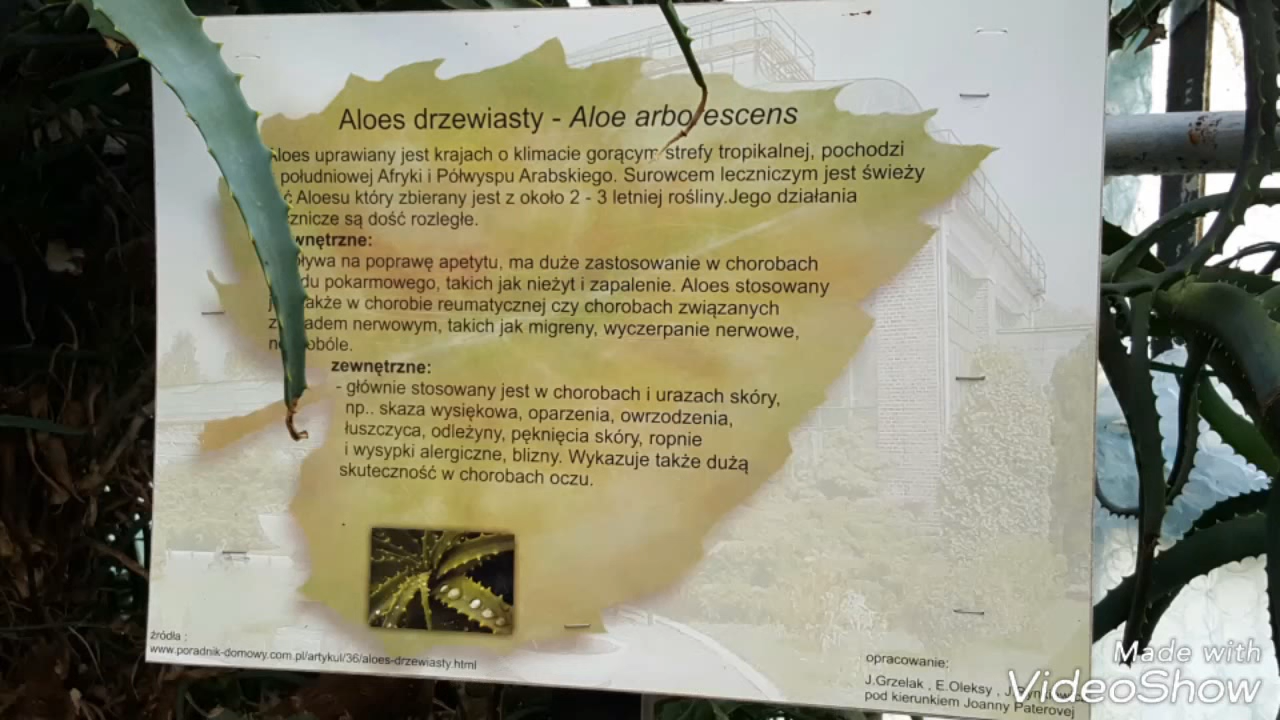 Aloes drzewiasty - Aloe arborescens
Aloes uprawiany jest krajach o klimacie gorącym strefy tropikalnej, pochodzi
południowej Afryki i Półwyspu Arabskiego. Surowcem leczniczym jest świeży
Aloesu który zbierany jest z około 2 - 3 letniej rośliny.Jego działania
znicze są dość rozległe.
wnętrzne:
ływa na poprawę apetytu, ma duże zastosowanie w chorobach
du pokarmowego, takich jak nieżyt i zapalenie. Aloes stosowany
także w chorobie reumatycznej czy chorobach związanych
z adem nerwowym, takich jak migreny, wyczerpanie nerwowe,
obóle.
zewnętrzne:
- głównie stosowany jest w chorobach i urazach skóry,
np.. skaza wysiękowa, oparzenia, owrzodzenia,
łuszczyca, odleżyny, pęknięcia skóry, ropnie
i wysypki alergiczne, blizny. Wykazuje także dużą
skuteczność w chorobach oczu.
źródła :
www.poradnik-domowy.com.pl/artykul/36/aloes-drzewiasty.html
opracowanie:
J.Grzelak , E.Oleksy ,
pod kierunkiem Joanny Paterovej
Made with
VideoShow